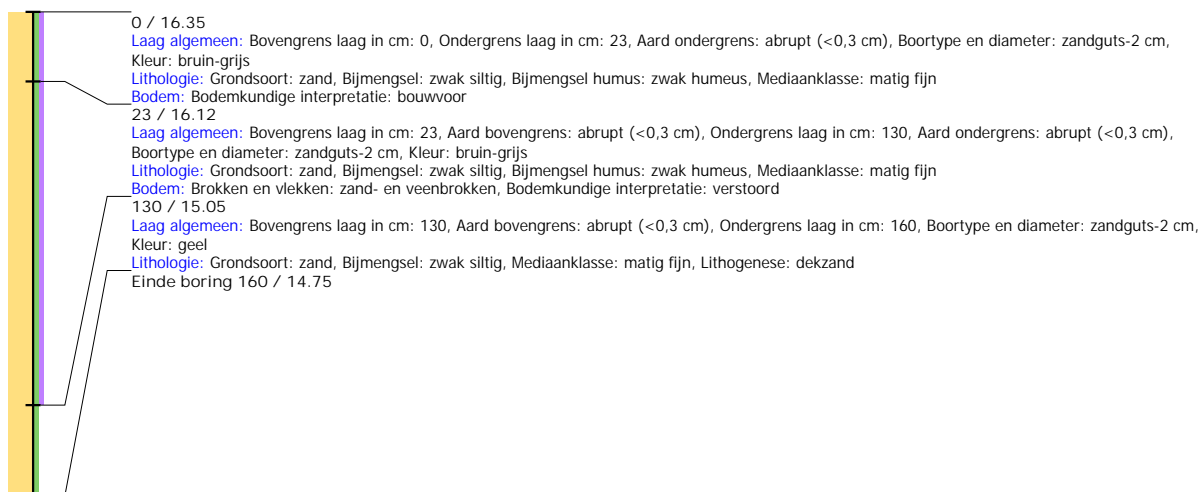 0 / 16.35
Laag algemeen: Bovengrens laag in cm: 0, Ondergrens laag in cm: 23, Aard ondergrens: abrupt (<0,3 cm), Boortype en diameter: zandguts-2 cm,
Kleur: bruin-grijs
Lithologie: Grondsoort: zand, Bijmengsel: zwak siltig, Bijmengsel humus: zwak humeus, Mediaanklasse: matig fijn
Bodem: Bodemkundige interpretatie: bouwvoor
23 / 16.12
Laag algemeen: Bovengrens laag in cm: 23, Aard bovengrens: abrupt (<0,3 cm), Ondergrens laag in cm: 130, Aard ondergrens: abrupt (<0,3 cm),
Boortype en diameter: zandguts-2 cm, Kleur: bruin-grijs
Lithologie: Grondsoort: zand, Bijmengsel: zwak siltig, Bijmengsel humus: zwak humeus, Mediaanklasse: matig fijn
Bodem: Brokken en vlekken: zand- en veenbrokken, Bodemkundige interpretatie: verstoord
130 / 15.05
Laag algemeen: Bovengrens laag in cm: 130, Aard bovengrens: abrupt (<0,3 cm), Ondergrens laag in cm: 160, Boortype en diameter: zandguts-2 cm,
Kleur: geel
Lithologie: Grondsoort: zand, Bijmengsel: zwak siltig, Mediaanklasse: matig fijn, Lithogenese: dekzand
Einde boring 160 / 14.75